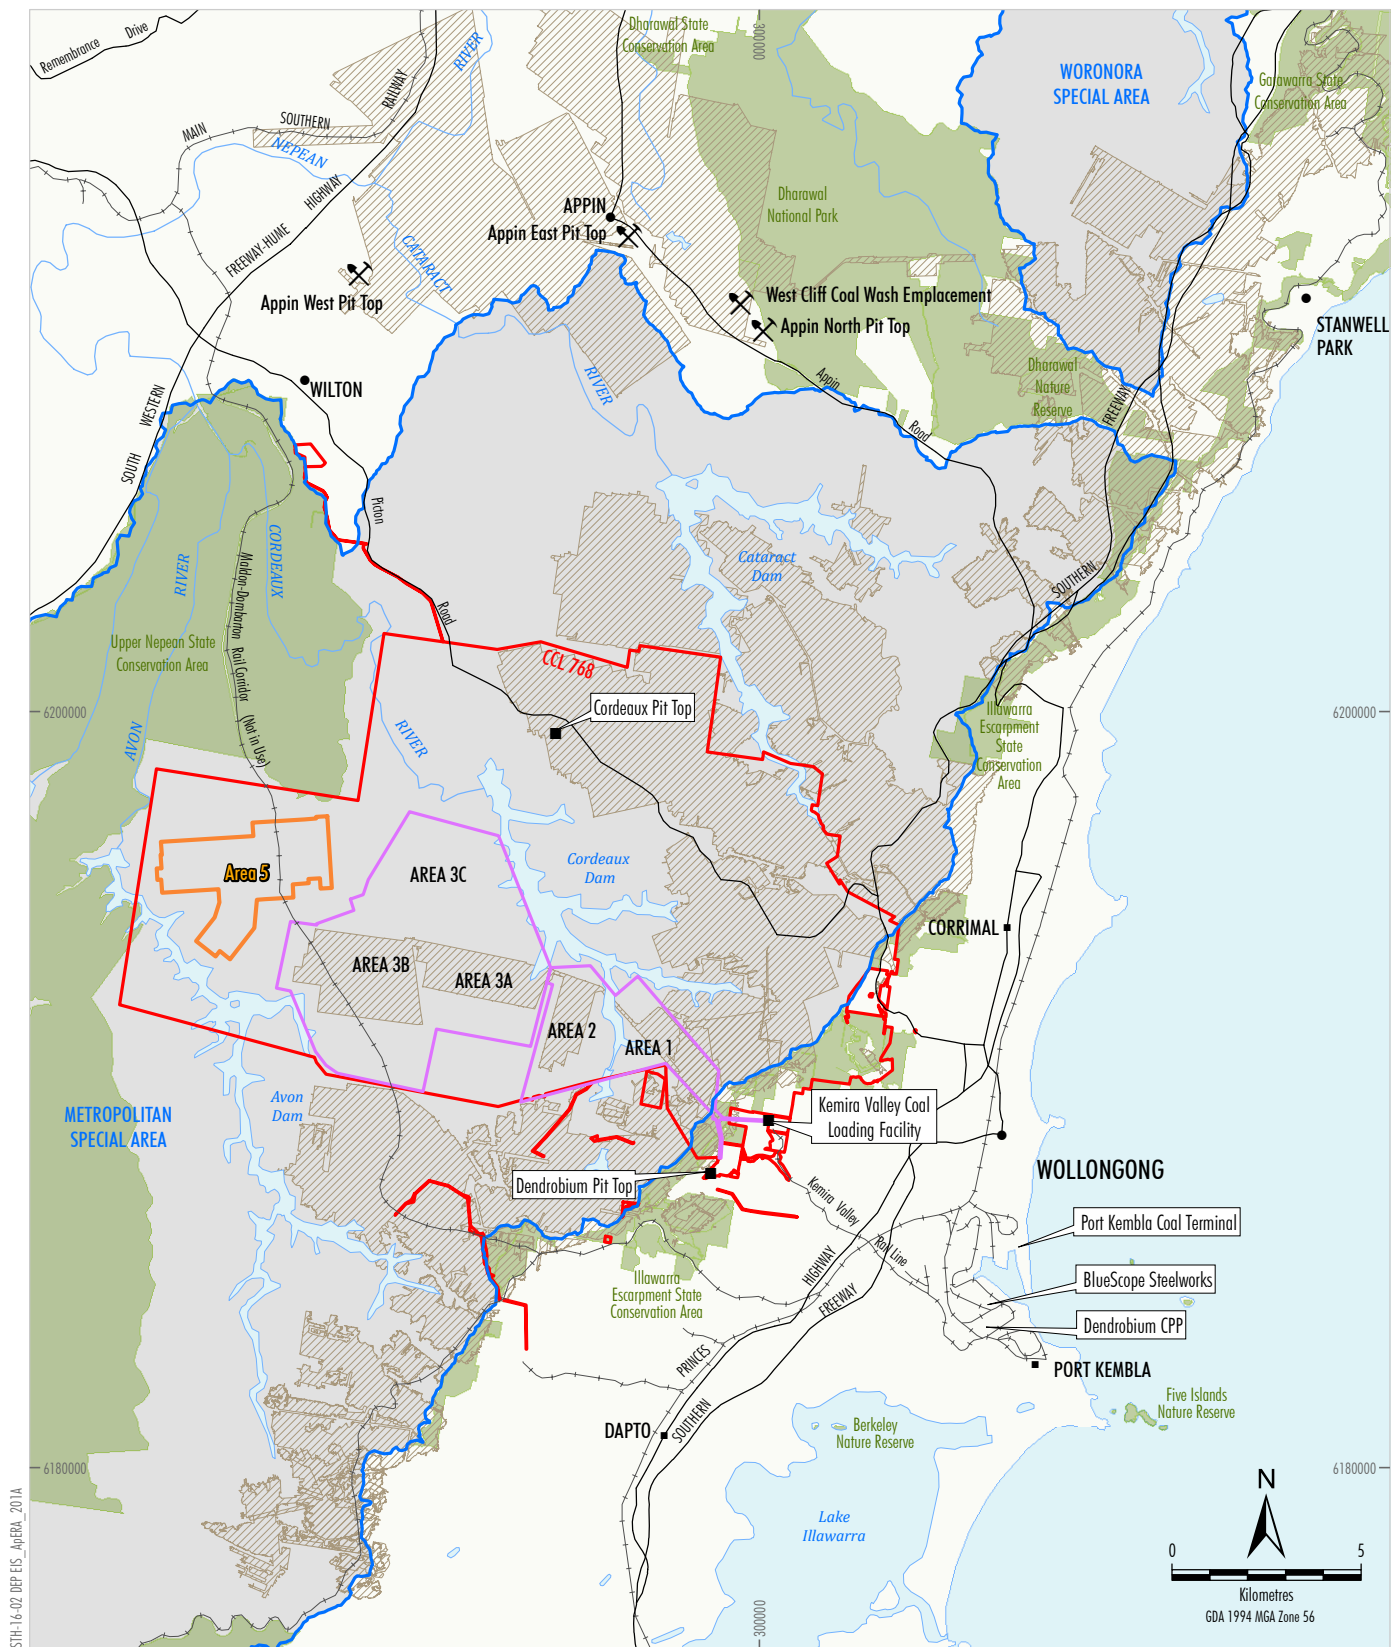 Remembrance Drive
Dharawal State
Conservation Area
300000
RIVER
RAILWAY
SOUTHERN
MAIN
NEPEAN
WORONORA
SPECIAL AREA
Garawarra State
Conservation Area
HIGHWAY
FREEWAY-HUME
CATARACT
APPIN
Appin East Pit Top
Dharawal
National Park
Appin West Pit Top
West Cliff Coal Wash Emplacement
Appin North Pit Top
STANWELL
PARK
WILTON
RIVER
Appin
Road
Dharawal
Nature
Reserve
FREEWAY
WESTERN
SOUTH
Picton
Road
CORDEAUX
RIVER
Maldon-Dombarton Rail Corridor (Not in Use)
Cataract
Dam
SOUTHERN
Upper Nepean State
Conservation Area
CCL 768
Cordeaux Pit Top
6200000
6200000
AVON
RIVER
Illawarra
Escarpment
State
Conservation
Area
Area 5
AREA 3C
Cordeaux
Dam
CORRIMAL
AREA 3B
AREA 3A
AREA 2
AREA 1
Avon
Dam
METROPOLITAN
SPECIAL AREA
Kemira Valley Coal
Loading Facility
Dendrobium Pit Top
WOLLONGONG
Kemira Valley
Rail Line
Port Kembla Coal Terminal
BlueScope Steelworks
Dendrobium CPP
Illawarra
Escarpment State
Conservation Area
HIGHWAY
FREEWAY
PRINCES
SOUTHERN
PORT KEMBLA
Five Islands
Nature Reserve
DAPTO
Berkeley
Nature Reserve
6180000
6180000
Lake
Illawarra
N
0 5
Kilometres
GDA 1994 MGA Zone 56
300000
STH-16-02 DEP EIS_ApERA_201A